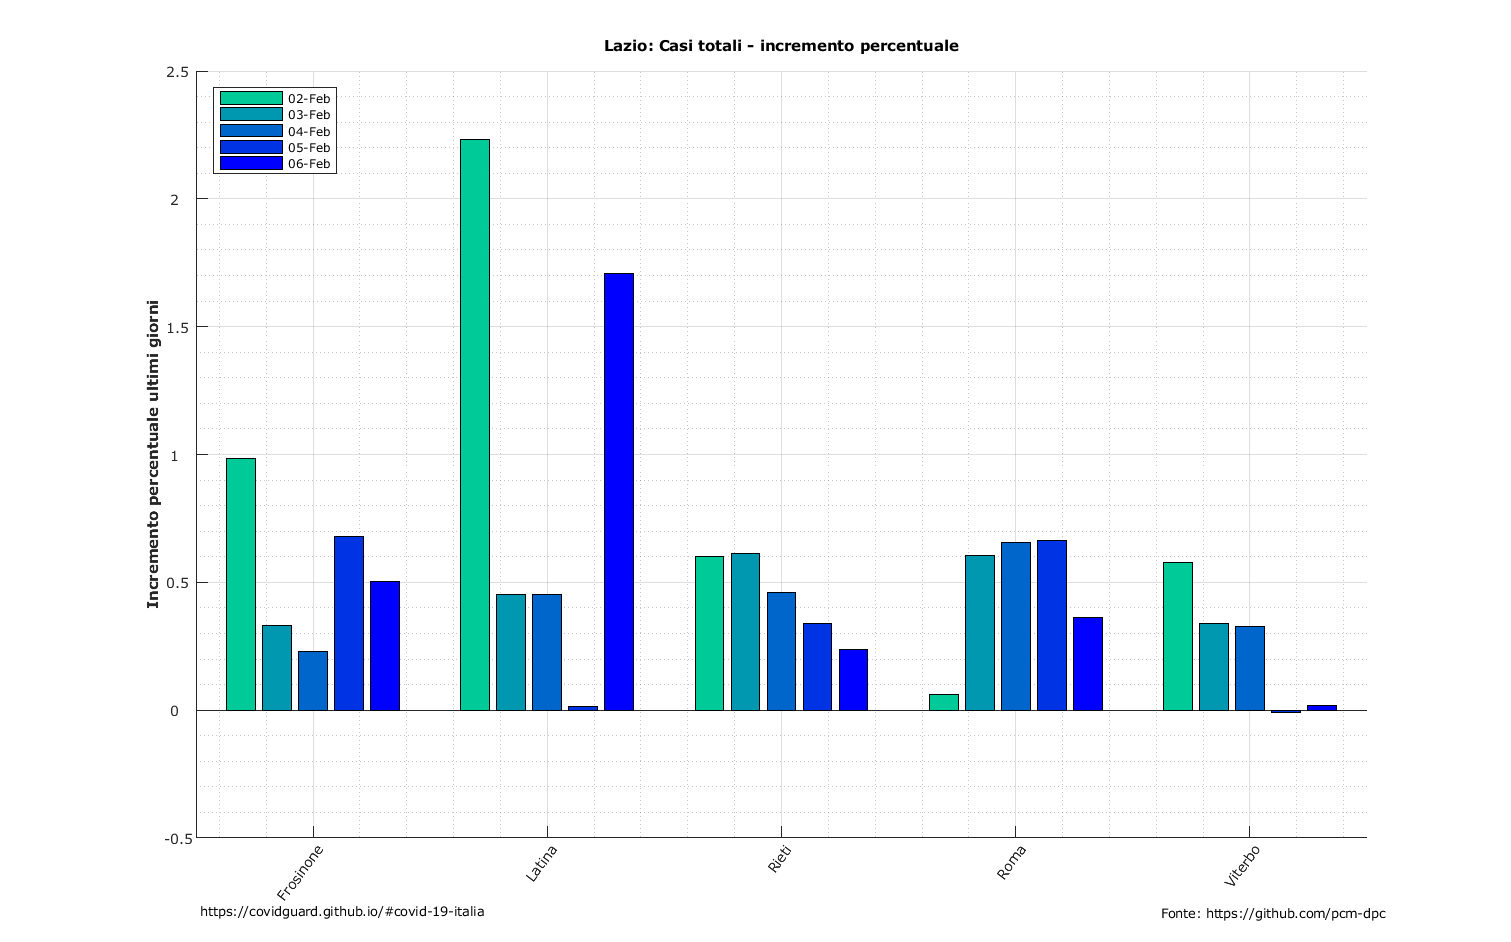 Lazio: Casi totali - incremento percentuale
2.5
2
1.5
1
0.5
0
-0.5
Incremento percentuale ultimi giorni
02-Feb
03-Feb
04-Feb
05-Feb
06-Feb
Frosinone
Latina
Rieti
Roma
Viterbo
https://covidguard.github.io/#covid-19-italia
Fonte: https://github.com/pcm-dpc